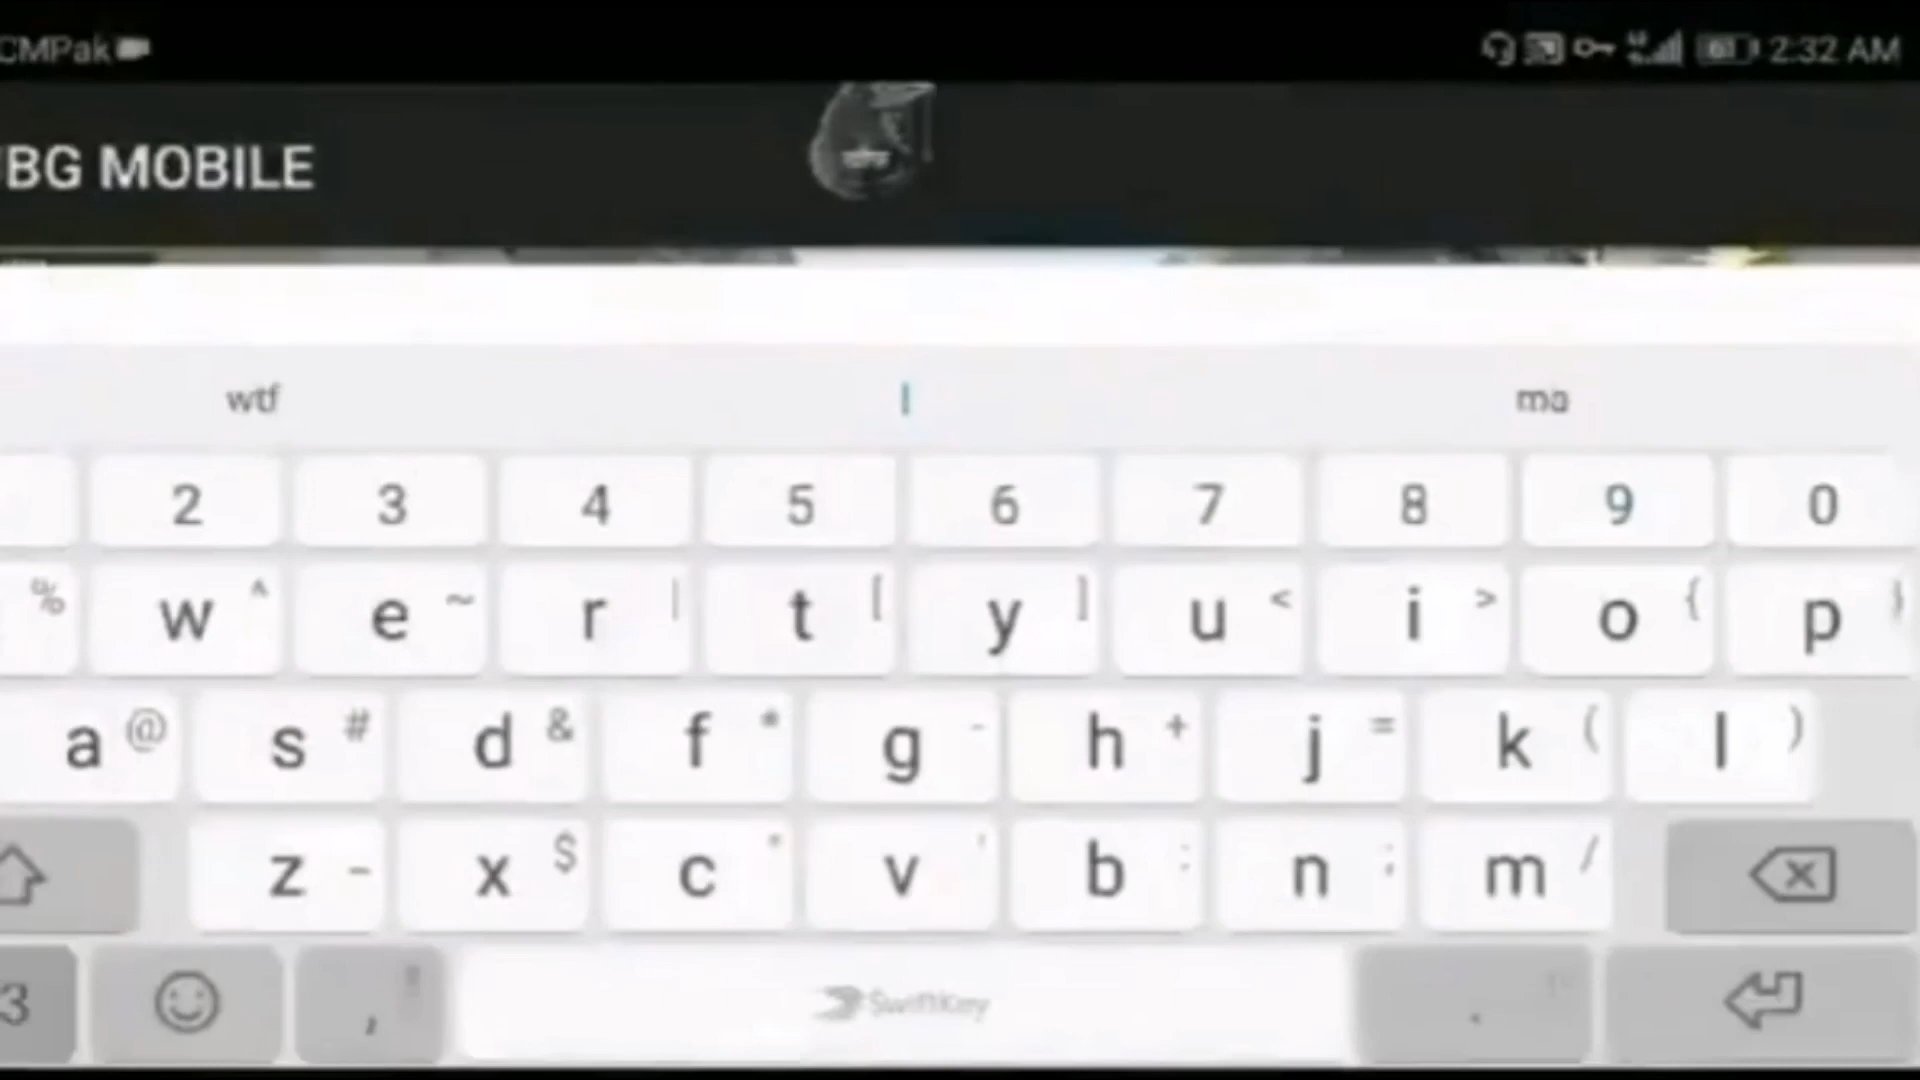 CMPak 2:32 AM
BG MOBILE
wtf I ma
2 3 4 5 6 7 8 9 0
% w ^ e ~ r | t [ y ] u < i > o { p }
a @ s # d & f * g - h + j = k ( l )
z - x $ c " v ' b : n ; m /
3 , ! SwiftKey .